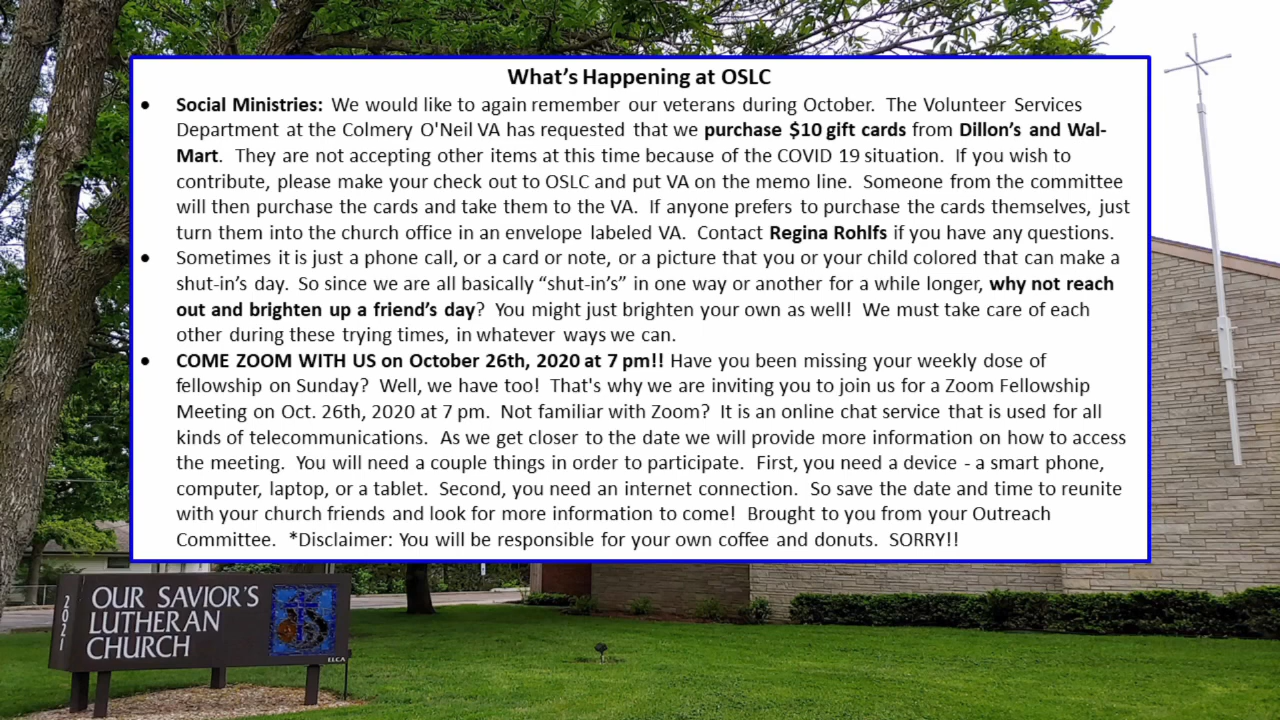 What's Happening at OSLC
• Social Ministries: We would like to again remember our veterans during October. The Volunteer Services
Department at the Colmery O'Neil VA has requested that we purchase $10 gift cards from Dillon's and Wal-
Mart. They are not accepting other items at this time because of the COVID 19 situation. If you wish to
contribute, please make your check out to OSLC and put VA on the memo line. Someone from the committee
will then purchase the cards and take them to the VA. If anyone prefers to purchase the cards themselves, just
turn them into the church office in an envelope labeled VA. Contact Regina Rohlfs if you have any questions.
• Sometimes it is just a phone call, or a card or note, or a picture that you or your child colored that can make a
shut-in's day. So since we are all basically “shut-in's” in one way or another for a while longer, why not reach
out and brighten up a friend's day? You might just brighten your own as well! We must take care of each
other during these trying times, in whatever ways we can.
• COME ZOOM WITH US on October 26th, 2020 at 7 pm!! Have you been missing your weekly dose of
fellowship on Sunday? Well, we have too! That's why we are inviting you to join us for a Zoom Fellowship
Meeting on Oct. 26th, 2020 at 7 pm. Not familiar with Zoom? It is an online chat service that is used for all
kinds of telecommunications. As we get closer to the date we will provide more information on how to access
the meeting. You will need a couple things in order to participate. First, you need a device - a smart phone,
computer, laptop, or a tablet. Second, you need an internet connection. So save the date and time to reunite
with your church friends and look for more information to come! Brought to you from your Outreach
Committee. *Disclaimer: You will be responsible for your own coffee and donuts. SORRY!!
2021
OUR SAVIOR'S
LUTHERAN
CHURCH
ELCA